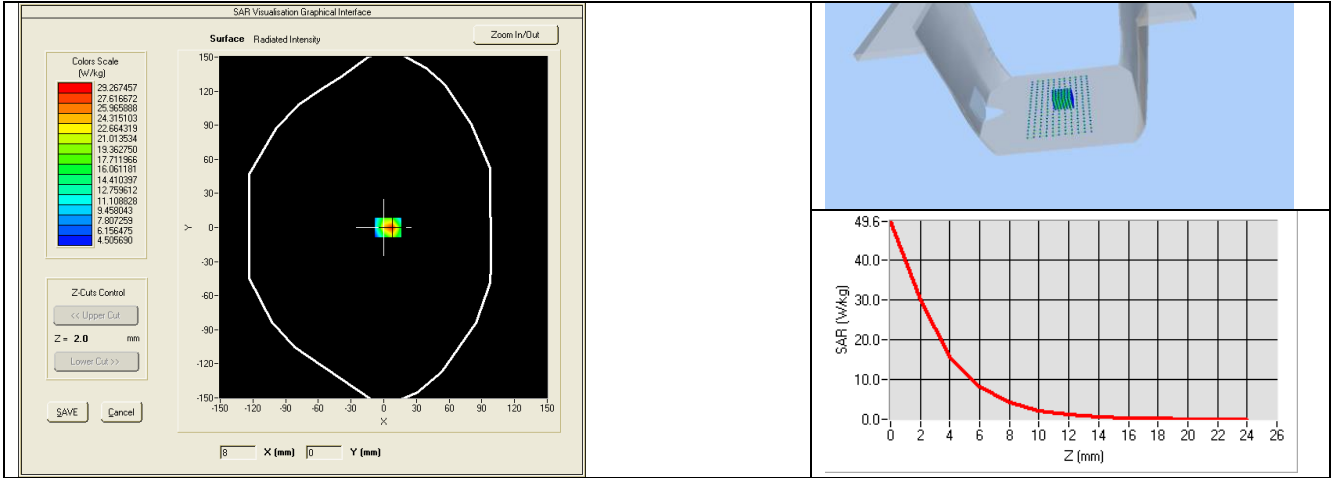 SAR Visualisation Graphical Interface
Surface Radiated Intensity
Zoom In/Out
Colors Scale
(W/kg)
29.267457
27.616672
25.965888
24.315103
22.664319
21.013534
19.362750
17.711966
16.061181
14.410397
12.759612
11.108828
9.458043
7.807259
6.156475
4.505690
Z-Cuts Control
<< Upper Cut
Z = 2.0 mm
Lower Cut >>
SAVE Cancel
150
120
90
60
30
0
-30
-60
-90
-120
-150
Y
-150 -120 -90 -60 -30 0 30 60 90 120 150
X
8 X (mm) 0 Y (mm)
49.6
40.0
30.0
20.0
10.0
0.0
SAR (W/kg)
0 2 4 6 8 10 12 14 16 18 20 22 24 26
Z (mm)